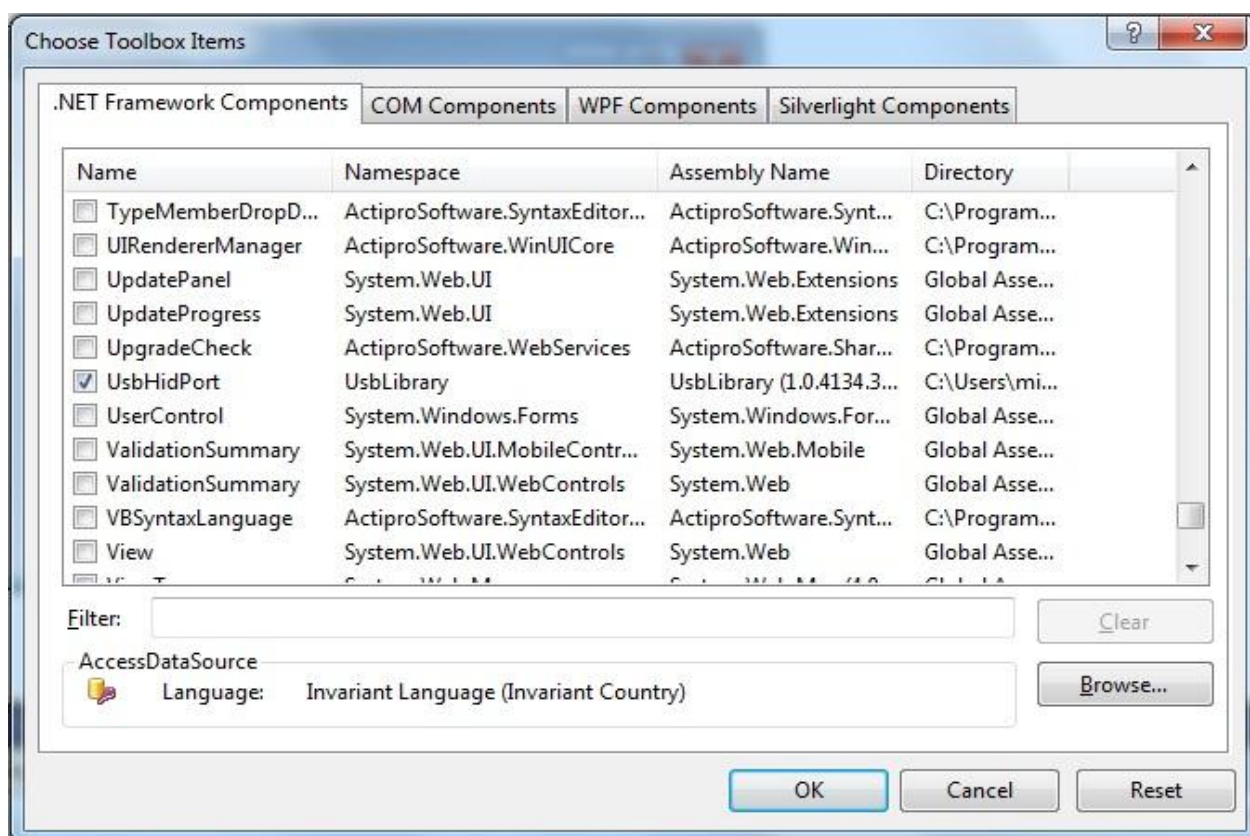 Choose Toolbox Items
.NET Framework Components COM Components WPF Components Silverlight Components
Name Namespace Assembly Name Directory
TypeMemberDropD... ActiproSoftware.SyntaxEditor... ActiproSoftware.Synt... C:\Program...
UIRendererManager ActiproSoftware.WinUICore ActiproSoftware.Win... C:\Program...
UpdatePanel System.Web.UI System.Web.Extensions Global Asse...
UpdateProgress System.Web.UI System.Web.Extensions Global Asse...
UpgradeCheck ActiproSoftware.WebServices ActiproSoftware.Shar... C:\Program...
UsbHidPort UsbLibrary UsbLibrary (1.0.4134.3... C:\Users\mi...
UserControl System.Windows.Forms System.Windows.For... Global Asse...
ValidationSummary System.Web.UI.MobileContr... System.Web.Mobile Global Asse...
ValidationSummary System.Web.UI.WebControls System.Web Global Asse...
VBSyntaxLanguage ActiproSoftware.SyntaxEditor... ActiproSoftware.Synt... C:\Program...
View System.Web.UI.WebControls System.Web Global Asse...
Filter: Clear
AccessDataSource
Language: Invariant Language (Invariant Country) Browse...
OK Cancel Reset